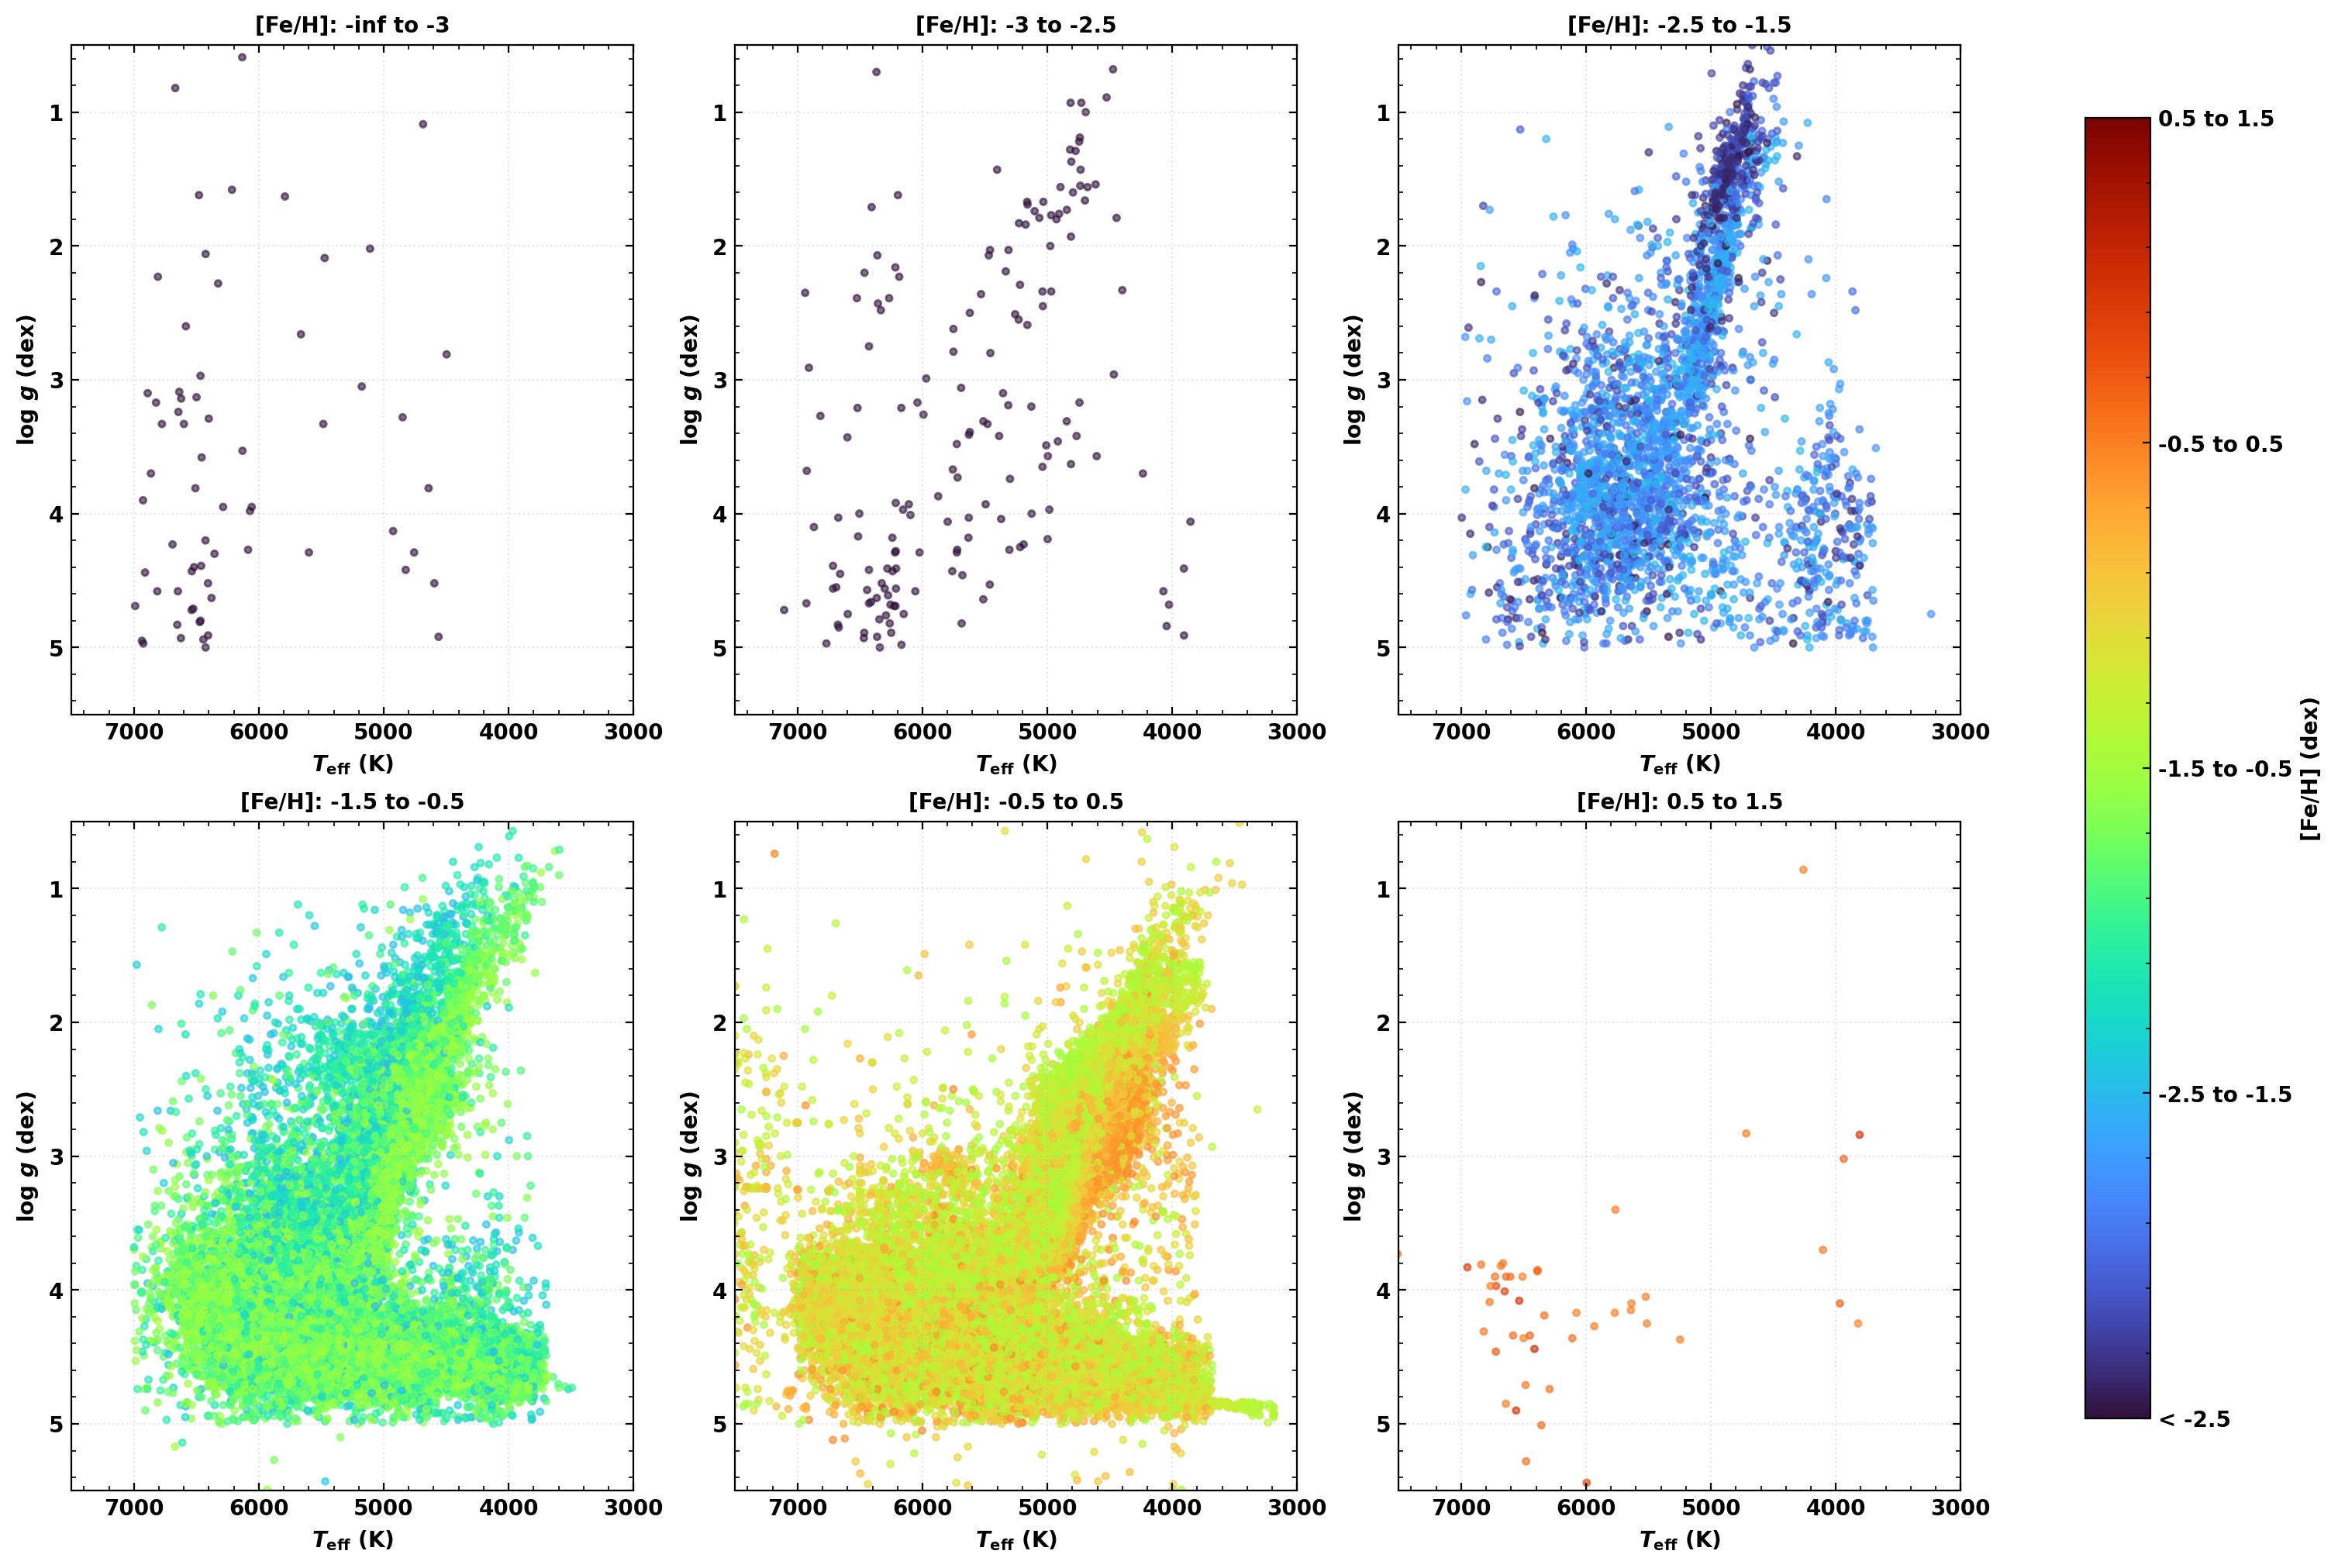 [Fe/H]: -inf to -3
[Fe/H]: -3 to -2.5
[Fe/H]: -2.5 to -1.5
log g (dex)
1
2
3
4
5
7000 6000 5000 4000 3000
T_eff (K)
log g (dex)
1
2
3
4
5
7000 6000 5000 4000 3000
T_eff (K)
log g (dex)
1
2
3
4
5
7000 6000 5000 4000 3000
T_eff (K)
[Fe/H]: -1.5 to -0.5
[Fe/H]: -0.5 to 0.5
[Fe/H]: 0.5 to 1.5
log g (dex)
1
2
3
4
5
7000 6000 5000 4000 3000
T_eff (K)
log g (dex)
1
2
3
4
5
7000 6000 5000 4000 3000
T_eff (K)
log g (dex)
1
2
3
4
5
7000 6000 5000 4000 3000
T_eff (K)
0.5 to 1.5
-0.5 to 0.5
-1.5 to -0.5
-2.5 to -1.5
< -2.5
[Fe/H] (dex)